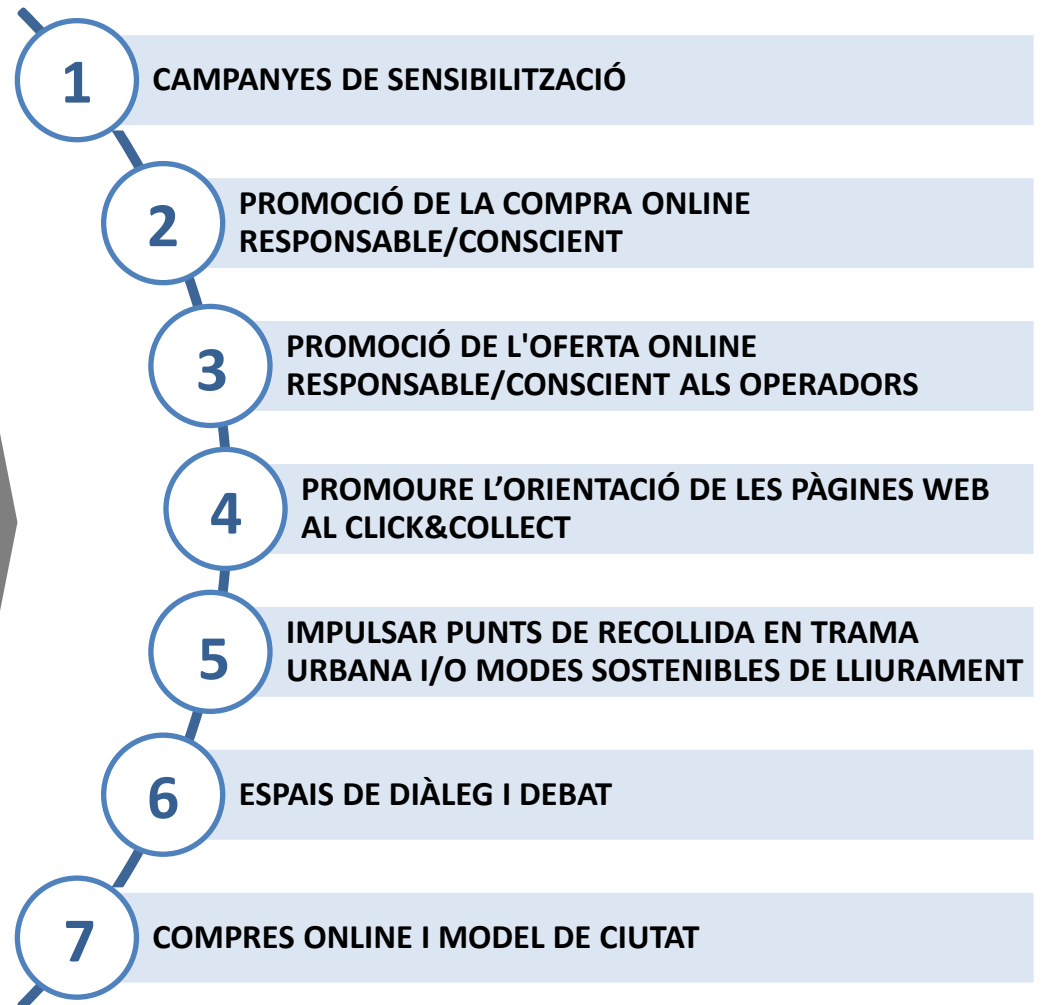 1
CAMPANYES DE SENSIBILITZACIÓ
2
PROMOCIÓ DE LA COMPRA ONLINE
RESPONSABLE/CONSCIENT
3
PROMOCIÓ DE L'OFERTA ONLINE
RESPONSABLE/CONSCIENT ALS OPERADORS
4
PROMOURE L’ORIENTACIÓ DE LES PÀGINES WEB
AL CLICK&COLLECT
5
IMPULSAR PUNTS DE RECOLLIDA EN TRAMA
URBANA I/O MODES SOSTENIBLES DE LLIURAMENT
6
ESPAIS DE DIÀLEG I DEBAT
7
COMPRES ONLINE I MODEL DE CIUTAT